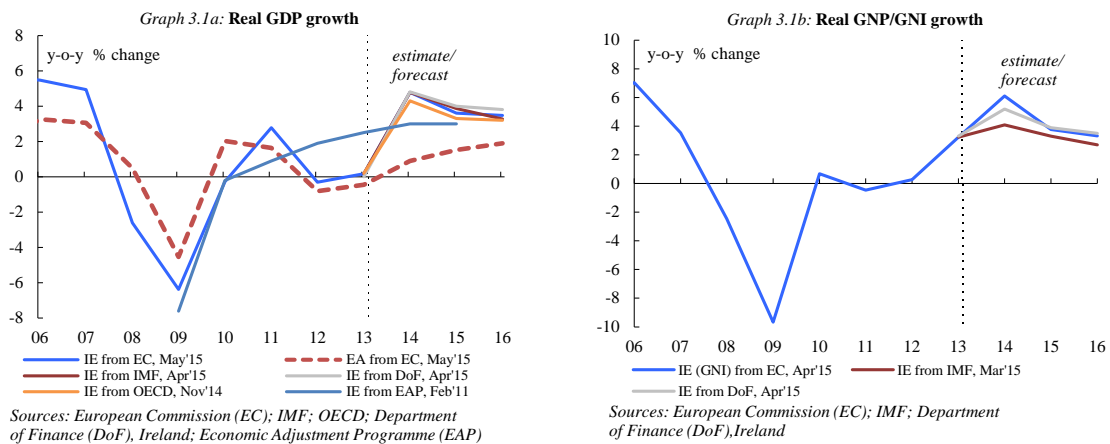 Graph 3.1a: Real GDP growth
y-o-y % change
estimate/
forecast
8
6
4
2
0
-2
-4
-6
-8
06 07 08 09 10 11 12 13 14 15 16
IE from EC, May'15
EA from EC, May'15
IE from IMF, Apr'15
IE from DoF, Apr'15
IE from OECD, Nov'14
IE from EAP, Feb'11
Sources: European Commission (EC); IMF; OECD; Department
of Finance (DoF), Ireland; Economic Adjustment Programme (EAP)
Graph 3.1b: Real GNP/GNI growth
y-o-y % change
estimate/
forecast
10
8
6
4
2
0
-2
-4
-6
-8
-10
06 07 08 09 10 11 12 13 14 15 16
IE (GNI) from EC, Apr'15
IE from IMF, Mar'15
IE from DoF, Apr'15
Sources: European Commission (EC); IMF; Department
of Finance (DoF),Ireland